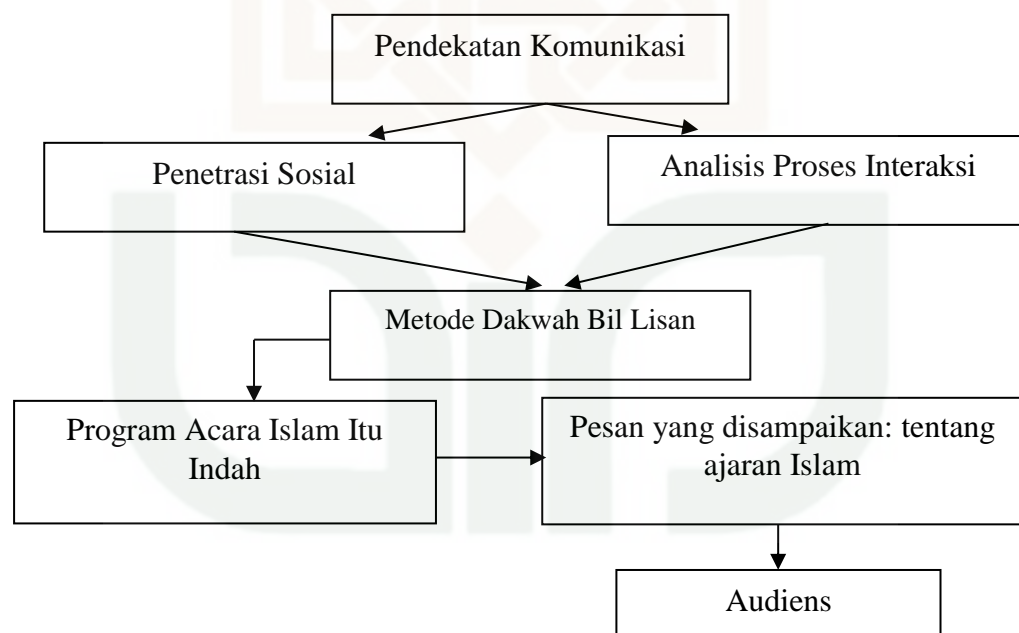 Pendekatan Komunikasi
Penetrasi Sosial
Analisis Proses Interaksi
Metode Dakwah Bil Lisan
Program Acara Islam Itu
Indah
Pesan yang disampaikan: tentang
ajaran Islam
Audiens